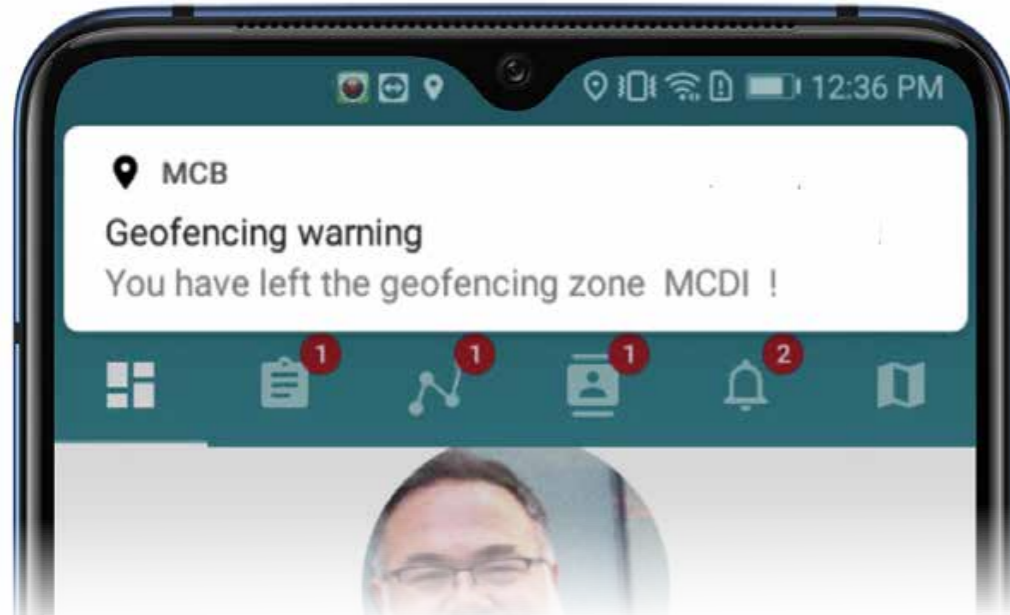 12:36 PM
MCB
Geofencing warning
You have left the geofencing zone MCDI !
1 1 1 2